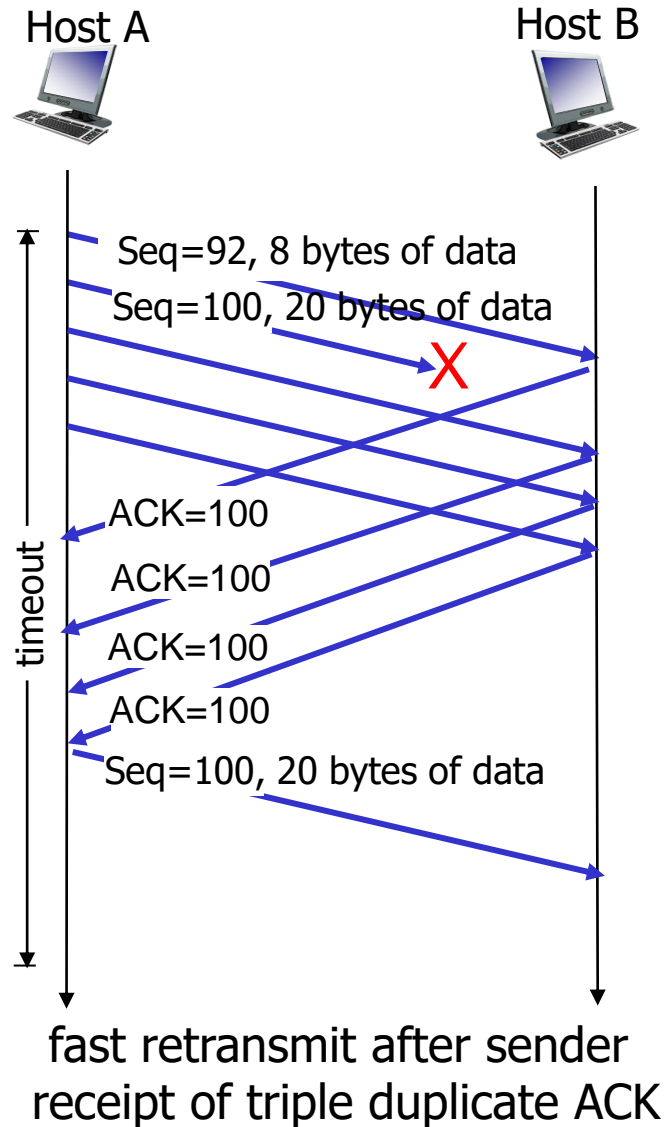 Host A
Host B
Seq=92, 8 bytes of data
Seq=100, 20 bytes of data
X
ACK=100
timeout
ACK=100
ACK=100
ACK=100
Seq=100, 20 bytes of data
fast retransmit after sender
receipt of triple duplicate ACK